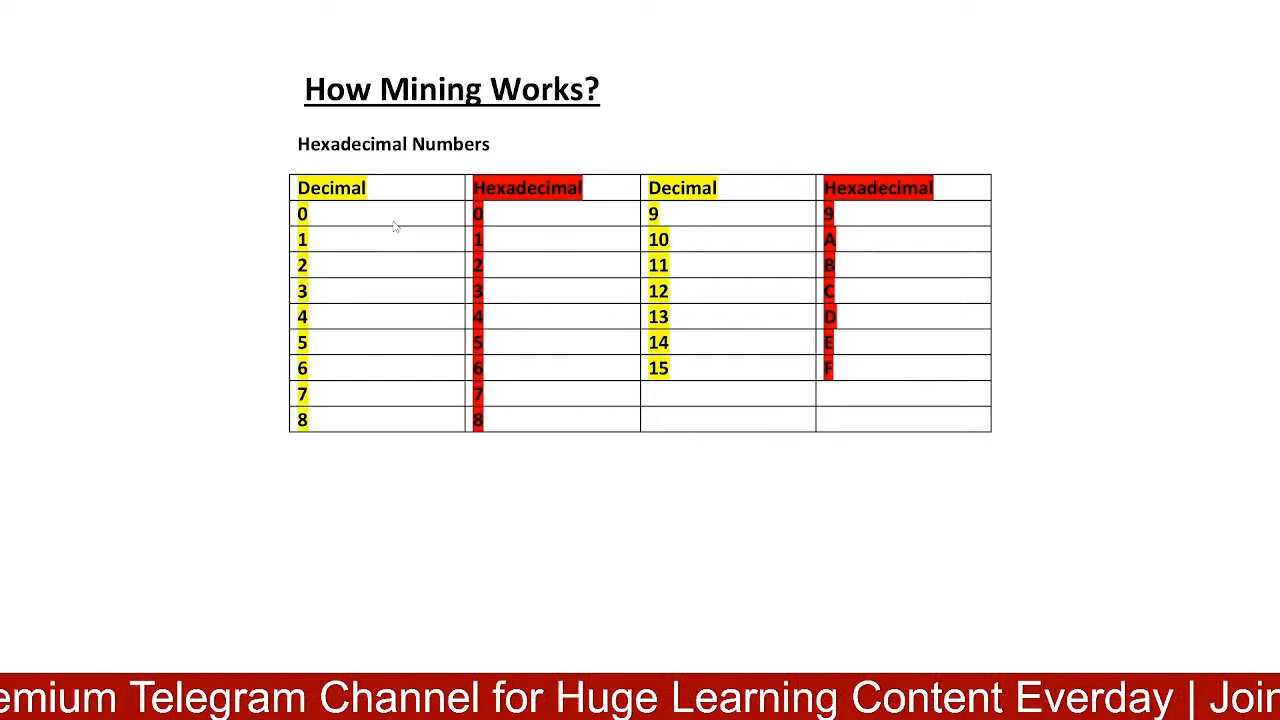 How Mining Works?
Hexadecimal Numbers
Decimal Hexadecimal Decimal Hexadecimal
0 0 9 9
1 1 10 A
2 2 11 B
3 3 12 C
4 4 13 D
5 5 14 E
6 6 15 F
7 7
8 8
emium Telegram Channel for Huge Learning Content Everday | Join